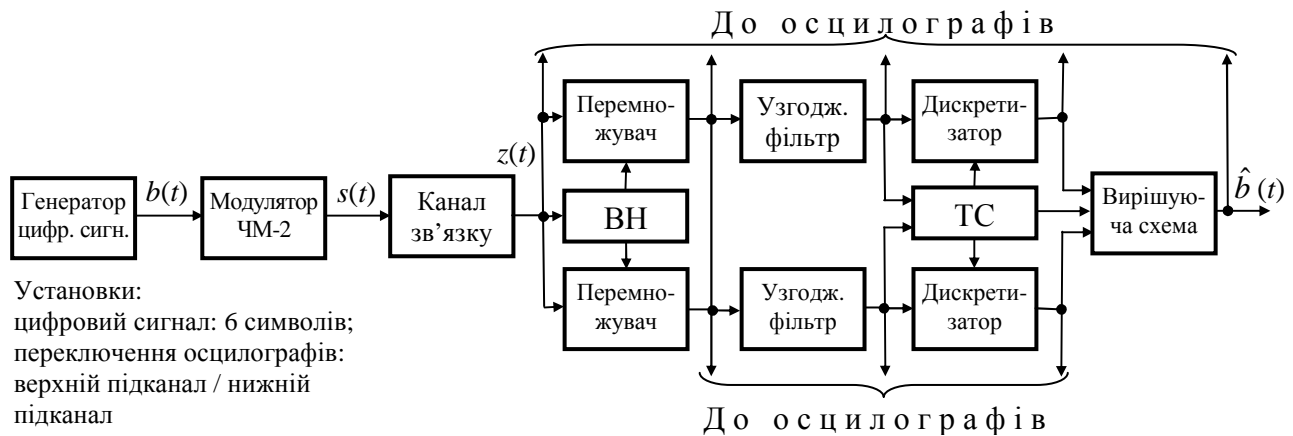 До осцилографів
Перемно-
жувач
Узгодж.
фільтр
Дискрети-
затор
z(t)
Генератор
цифр. сигн.
b(t)
Модулятор
ЧМ-2
s(t)
Канал
зв’язку
ВН
ТС
Вирішую-
ча схема
b̂(t)
Перемно-
жувач
Узгодж.
фільтр
Дискрети-
затор
Установки:
цифровий сигнал: 6 символів;
переключення осцилографів:
верхній підканал / нижній
підканал
До осцилографів